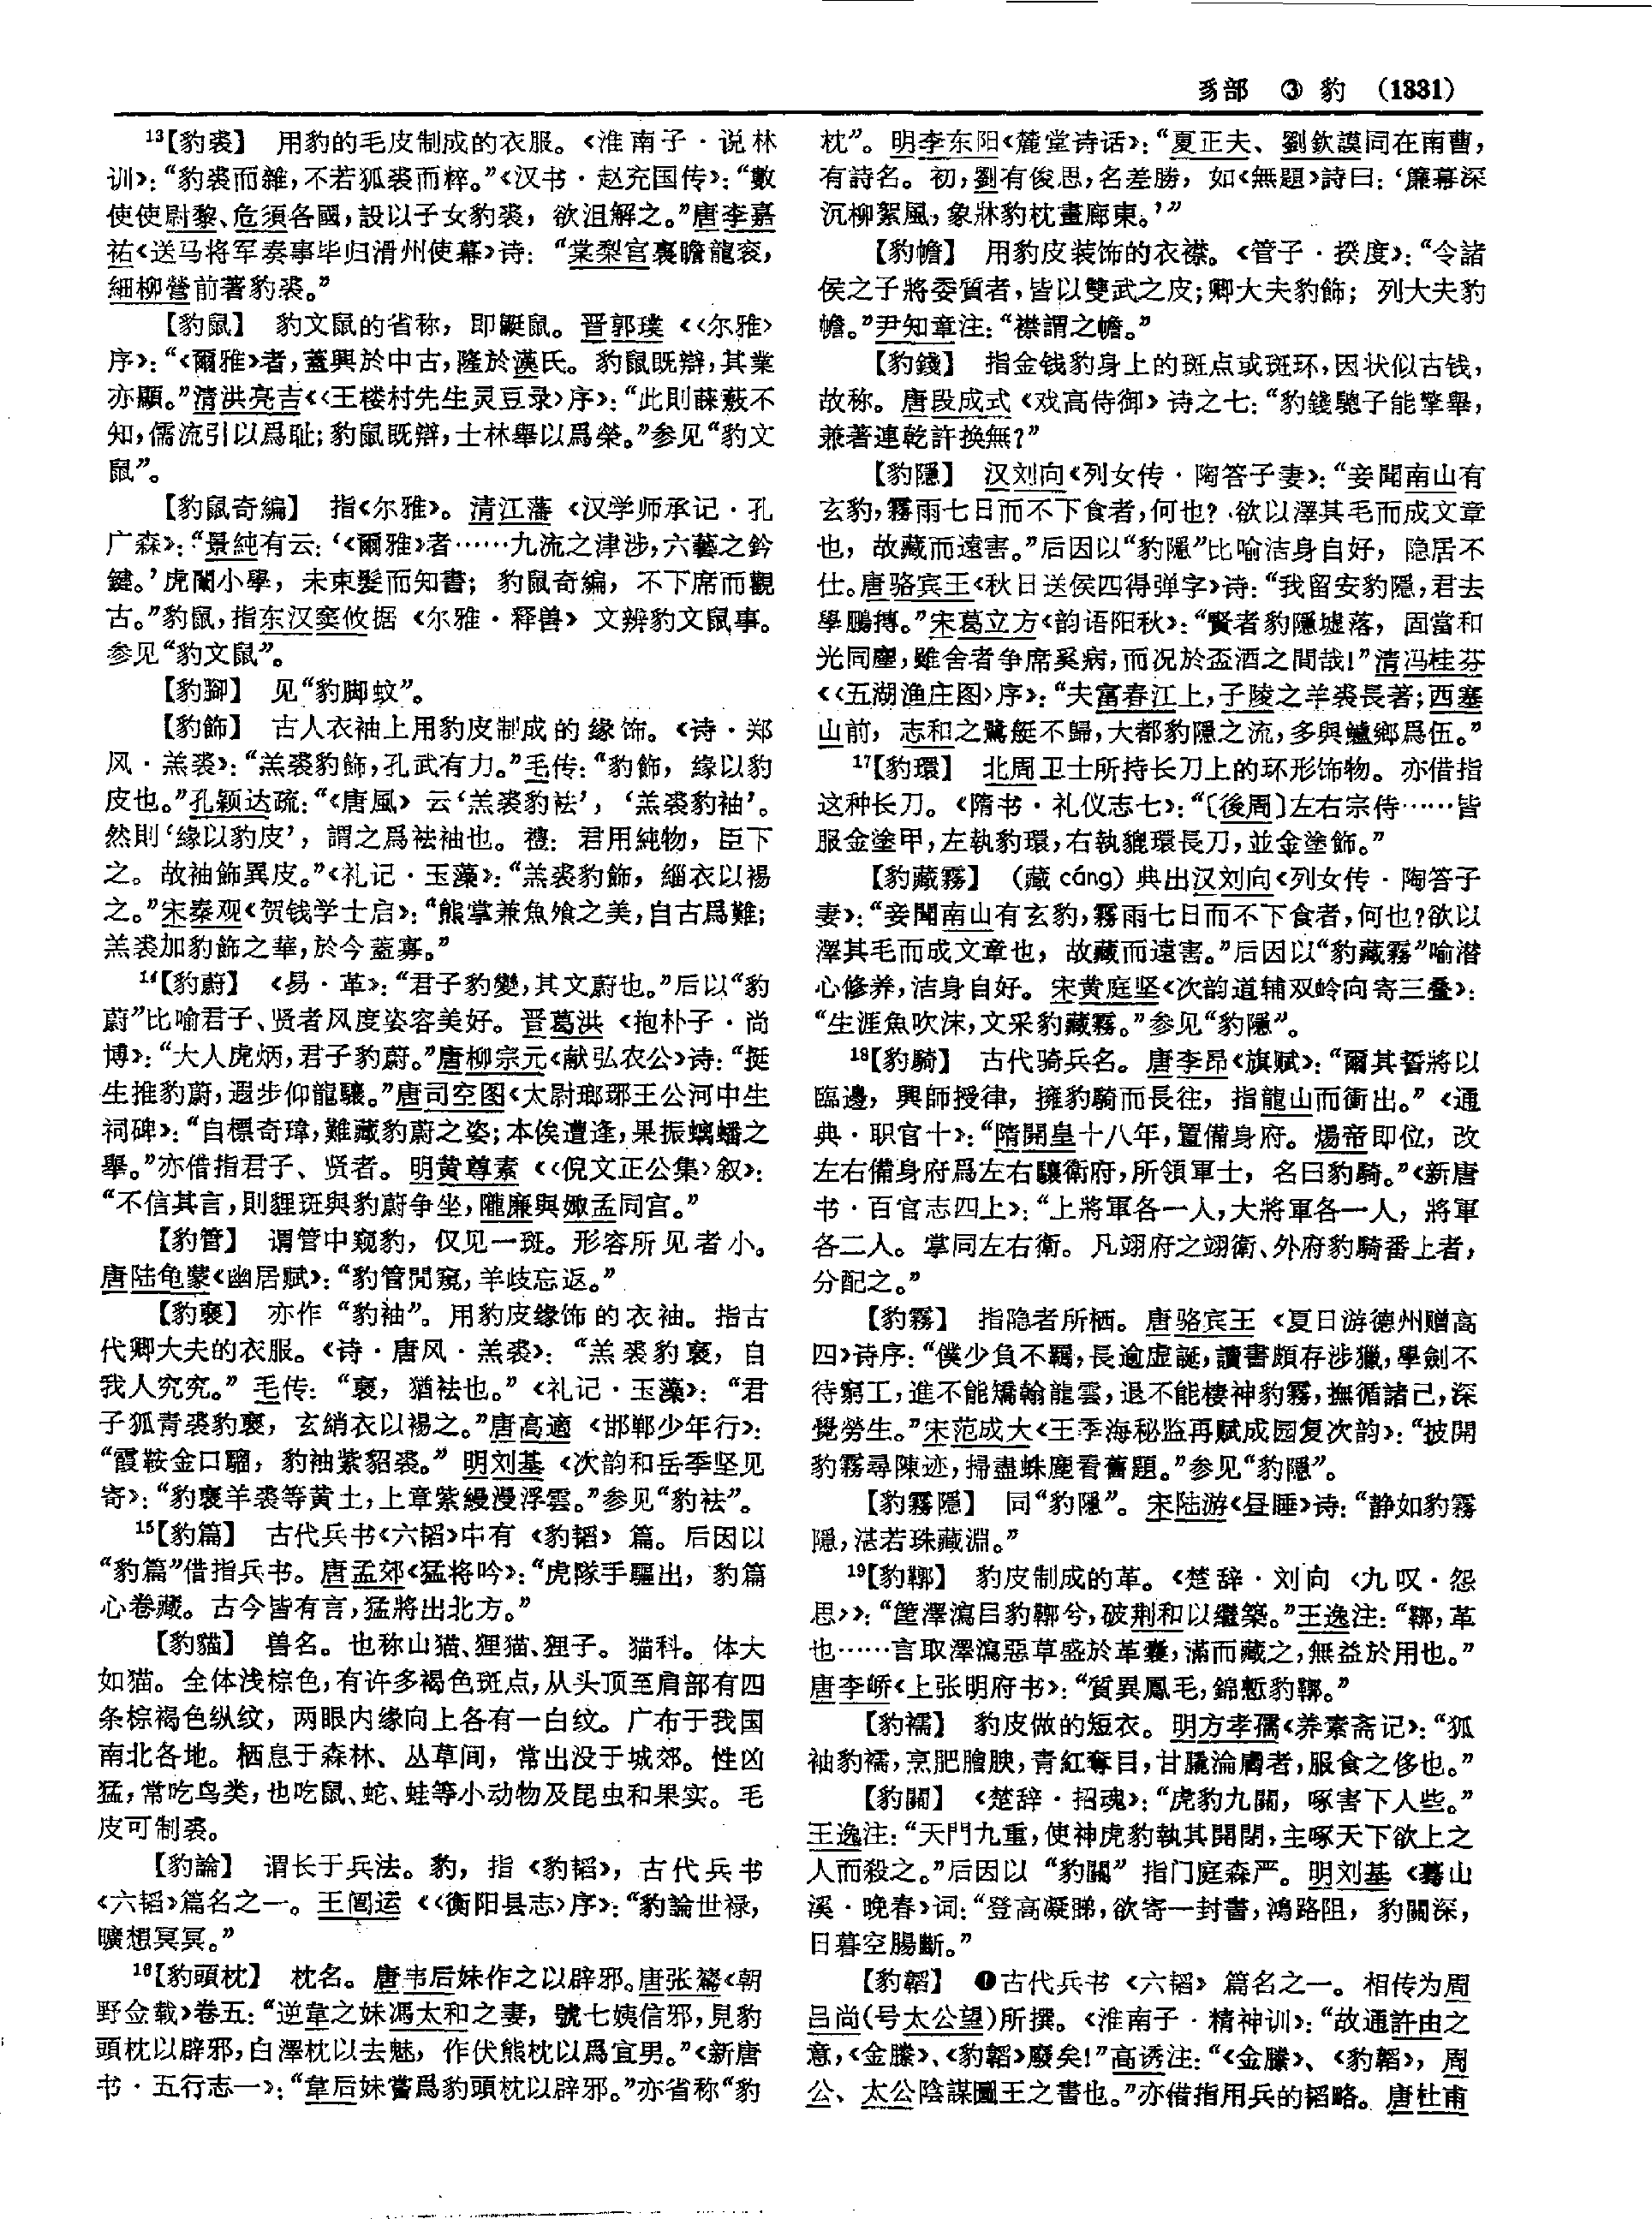 豸部 ③ 豹 (1331)
13【豹裘】 用豹的毛皮制成的衣服。《淮南子·说林
训》：“豹裘而雜，不若狐裘而粹。”《汉书·赵充国传》：“數
使使尉黎、危須各國，設以子女豹裘，欲沮解之。”唐李嘉
祐《送马将军奏事毕归滑州使幕》诗：“棠梨宫裏瞻龍衮，
細柳營前著豹裘。”
【豹鼠】 豹文鼠的省称，即鼮鼠。晋郭璞《〈尔雅〉
序》：“《爾雅》者，蓋興於中古，隆於漢氏。豹鼠既辯，其業
亦顯。”清洪亮吉《〈王楼村先生灵豆录〉序》：“此則蔝蔜不
知，儒流引以爲耻；豹鼠既辯，士林舉以爲榮。”参见“豹文
鼠”。
【豹鼠奇編】 指《尔雅》。清江藩《汉学师承记·孔
广森》：“景純有云：‘《爾雅》者……九流之津涉，六藝之鈐
鍵。’虎闈小學，未束髮而知書；豹鼠奇編，不下席而觀
古。”豹鼠，指东汉窦攸据《尔雅·释兽》文辨豹文鼠事。
参见“豹文鼠”。
【豹腳】 见“豹脚蚊”。
【豹飾】 古人衣袖上用豹皮制成的缘饰。《诗·郑
风·羔裘》：“羔裘豹飾，孔武有力。”毛传：“豹飾，緣以豹
皮也。”孔颖达疏：“《唐風》云‘羔裘豹袪’，‘羔裘豹袖’。
然則‘緣以豹皮’，謂之爲袪袖也。禮：君用純物，臣下
之。故袖飾異皮。”《礼记·玉藻》：“羔裘豹飾，緇衣以裼
之。”宋秦观《贺钱学士启》：“熊掌兼魚飧之美，自古爲難；
羔裘加豹飾之華，於今蓋寡。”
14【豹蔚】 《易·革》：“君子豹變，其文蔚也。”后以“豹
蔚”比喻君子、贤者风度姿容美好。晋葛洪《抱朴子·尚
博》：“大人虎炳，君子豹蔚。”唐柳宗元《献弘农公》诗：“挺
生推豹蔚，遐步仰龍驤。”唐司空图《太尉瑯琊王公河中生
祠碑》：“自標奇瑋，難藏豹蔚之姿；本俟遭逢，果振螭蟠之
舉。”亦借指君子、贤者。明黄尊素《〈倪文正公集〉叙》：
“不信其言，則貍斑與豹蔚争坐，隴廉與娵孟同宫。”
【豹管】 谓管中窥豹，仅见一斑。形容所见者小。
唐陆龟蒙《幽居赋》：“豹管閒窺，羊歧忘返。”
【豹褎】 亦作“豹袖”。用豹皮缘饰的衣袖。指古
代卿大夫的衣服。《诗·唐风·羔裘》：“羔裘豹褎，自
我人究究。”毛传：“褎，猶袪也。”《礼记·玉藻》：“君
子狐青裘豹褎，玄綃衣以裼之。”唐高適《邯郸少年行》：
“霞鞍金口騮，豹袖紫貂裘。”明刘基《次韵和岳季坚见
寄》：“豹褎羊裘等黄土，上章紫縵漫浮雲。”参见“豹袪”。
15【豹篇】 古代兵书《六韬》中有《豹韬》篇。后因以
“豹篇”借指兵书。唐孟郊《猛将吟》：“虎隊手驅出，豹篇
心卷藏。古今皆有言，猛將出北方。”
【豹貓】 兽名。也称山猫、狸猫、狸子。猫科。体大
如猫。全体浅棕色，有许多褐色斑点，从头顶至肩部有四
条棕褐色纵纹，两眼内缘向上各有一白纹。广布于我国
南北各地。栖息于森林、丛草间，常出没于城郊。性凶
猛，常吃鸟类，也吃鼠、蛇、蛙等小动物及昆虫和果实。毛
皮可制裘。
【豹論】 谓长于兵法。豹，指《豹韬》，古代兵书
《六韬》篇名之一。王闿运《〈衡阳县志〉序》：“豹論世禄，
曠想冥冥。”
16【豹頭枕】 枕名。唐韦后妹作之以辟邪。唐张鷟《朝
野佥载》卷五：“逆韋之妹馮太和之妻，號七姨信邪，見豹
頭枕以辟邪，白澤枕以去魅，作伏熊枕以爲宜男。”《新唐
书·五行志一》：“韋后妹嘗爲豹頭枕以辟邪。”亦省称“豹
枕”。明李东阳《麓堂诗话》：“夏正夫、劉欽謨同在南曹，
有詩名。初，劉有俊思，名差勝，如《無題》詩曰：‘簾幕深
沉柳絮風，象牀豹枕畫廊東。’”
【豹幨】 用豹皮装饰的衣襟。《管子·揆度》：“令諸
侯之子將委質者，皆以雙武之皮；卿大夫豹飾；列大夫豹
幨。”尹知章注：“襟謂之幨。”
【豹錢】 指金钱豹身上的斑点或斑环，因状似古钱，
故称。唐段成式《戏高侍御》诗之七：“豹錢驄子能擎舉，
兼著連乾許换無？”
【豹隱】 汉刘向《列女传·陶答子妻》：“妾聞南山有
玄豹，霧雨七日而不下食者，何也？欲以澤其毛而成文章
也，故藏而遠害。”后因以“豹隱”比喻洁身自好，隐居不
仕。唐骆宾王《秋日送侯四得弹字》诗：“我留安豹隱，君去
學鵬摶。”宋葛立方《韵语阳秋》：“賢者豹隱墟落，固當和
光同塵，雖舍者争席奚病，而况於盃酒之間哉！”清冯桂芬
《〈五湖渔庄图〉序》：“夫富春江上，子陵之羊裘長著；西塞
山前，志和之鷺艇不歸，大都豹隱之流，多與鱸鄉爲伍。”
17【豹環】 北周卫士所持长刀上的环形饰物。亦借指
这种长刀。《隋书·礼仪志七》：“〔後周〕左右宗侍……皆
服金塗甲，左執豹環，右執貔環長刀，並金塗飾。”
【豹藏霧】 （藏 cáng）典出汉刘向《列女传·陶答子
妻》：“妾聞南山有玄豹，霧雨七日而不下食者，何也？欲以
澤其毛而成文章也，故藏而遠害。”后因以“豹藏霧”喻潜
心修养，洁身自好。宋黄庭坚《次韵道辅双岭向寄三叠》：
“生涯魚吹沫，文采豹藏霧。”参见“豹隱”。
18【豹騎】 古代骑兵名。唐李昂《旗赋》：“爾其誓將以
臨邊，興師授律，擁豹騎而長往，指龍山而衝出。”《通
典·职官十》：“隋開皇十八年，置備身府。煬帝即位，改
左右備身府爲左右驍衛府，所領軍士，名曰豹騎。”《新唐
书·百官志四上》：“上將軍各一人，大將軍各一人，將軍
各二人。掌同左右衛。凡翊府之翊衛、外府豹騎番上者，
分配之。”
【豹霧】 指隐者所栖。唐骆宾王《夏日游德州赠高
四》诗序：“僕少負不羈，長逾虚誕，讀書頗存涉獵，學劍不
待窮工，進不能矯翰龍雲，退不能棲神豹霧，撫循諸己，深
覺勞生。”宋范成大《王季海秘监再赋成园复次韵》：“披開
豹霧尋陳迹，掃盡蛛塵看舊題。”参见“豹隱”。
【豹霧隱】 同“豹隱”。宋陆游《昼睡》诗：“静如豹霧
隱，湛若珠藏淵。”
19【豹鞹】 豹皮制成的革。《楚辞·刘向〈九叹·怨
思〉》：“筐澤瀉㠯豹鞹兮，破荆和以繼築。”王逸注：“鞹，革
也……言取澤瀉惡草盛於革囊，滿而藏之，無益於用也。”
唐李峤《上张明府书》：“質異鳳毛，錦慙豹鞹。”
【豹襦】 豹皮做的短衣。明方孝孺《养素斋记》：“狐
袖豹襦，烹肥膾腴，青紅奪目，甘膬淪膚者，服食之侈也。”
【豹關】 《楚辞·招魂》：“虎豹九關，啄害下人些。”
王逸注：“天門九重，使神虎豹執其開閉，主啄天下欲上之
人而殺之。”后因以“豹關”指门庭森严。明刘基《蓦山
溪·晚春》词：“登高凝睇，欲寄一封書，鴻路阻，豹關深，
日暮空腸斷。”
【豹韜】 ❶古代兵书《六韬》篇名之一。相传为周
吕尚（号太公望）所撰。《淮南子·精神训》：“故通許由之
意，《金縢》、《豹韜》廢矣！”高诱注：“《金縢》、《豹韜》，周
公、太公陰謀圖王之書也。”亦借指用兵的韬略。唐杜甫